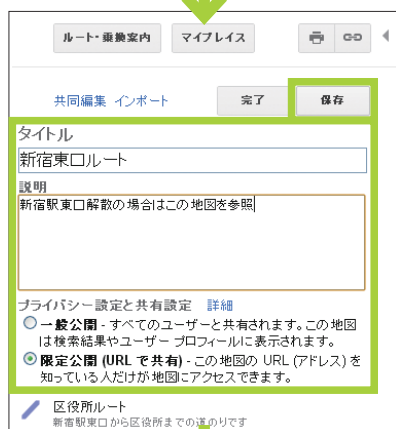 ルート・乗換案内 マイプレイス
共同編集 インポート 完了 保存
タイトル
新宿東口ルート
説明
新宿駅東口解散の場合はこの地図を参照
プライバシー設定と共有設定 詳細
一般公開 - すべてのユーザーと共有されます。この地図
は検索結果やユーザー プロフィールに表示されます。
限定公開 (URL で共有) - この地図の URL (アドレス) を
知っている人だけが地図にアクセスできます。
区役所ルート
新宿駅東口から区役所までの道のりです